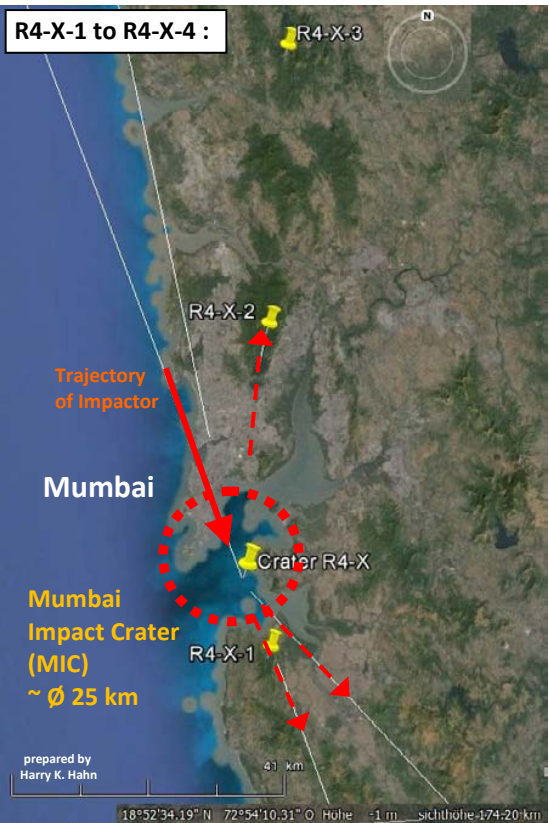 R4-X-1 to R4-X-4 :
N
R4-X-3
R4-X-2
Trajectory
of Impactor
Mumbai
Crater R4-X
Mumbai
Impact Crater
(MIC)
~ Ø 25 km
R4-X-1
prepared by
Harry K. Hahn
41 km
18°52'34.19" N 72°54'10.31" O Höhe -1 m sichthöhe 174.20 km